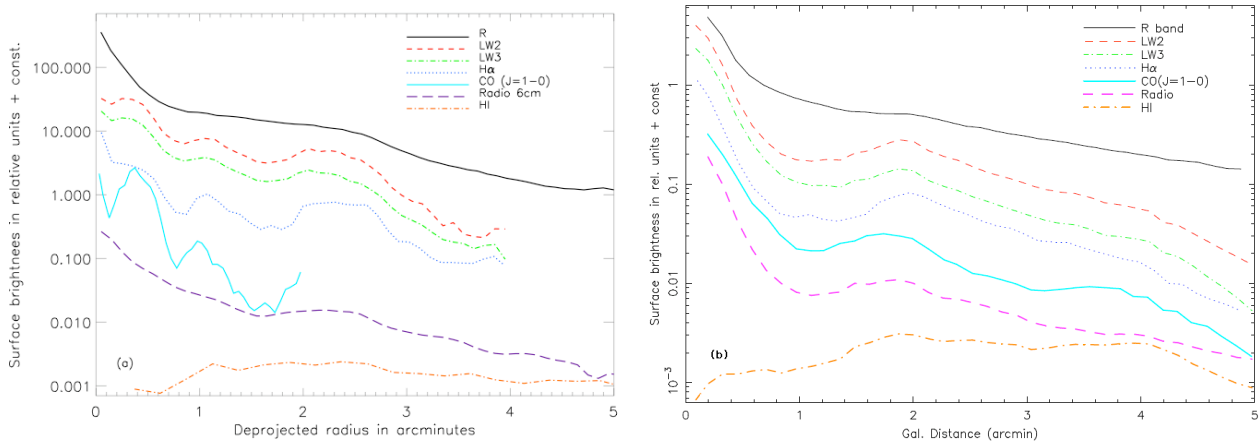 R
LW2
LW3
Hα
CO (J=1-0)
Radio 6cm
HI
100.000
10.000
1.000
0.100
0.010
0.001
Surface brightnes in relative units + const.
(a)
0 1 2 3 4 5
Deprojected radius in arcminutes
R band
LW2
LW3
Hα
CO(J=1-0)
Radio
HI
1
0.1
0.01
10⁻³
Surface brightness in rel. units + const
(b)
0 1 2 3 4 5
Gal. Distance (arcmin)